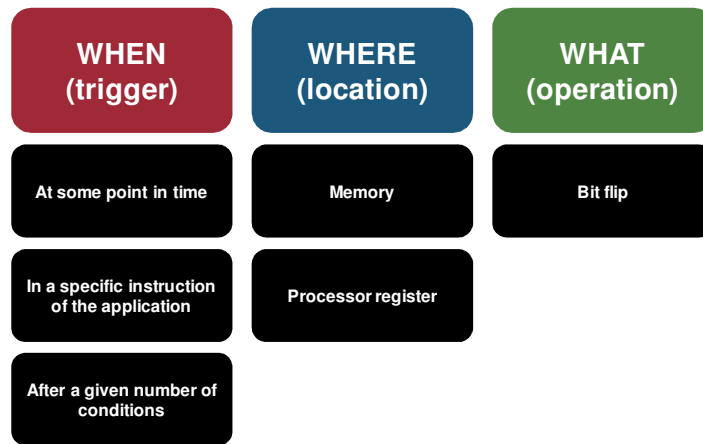 WHEN
(trigger)
At some point in time
In a specific instruction
of the application
After a given number of
conditions
WHERE
(location)
Memory
Processor register
WHAT
(operation)
Bit flip